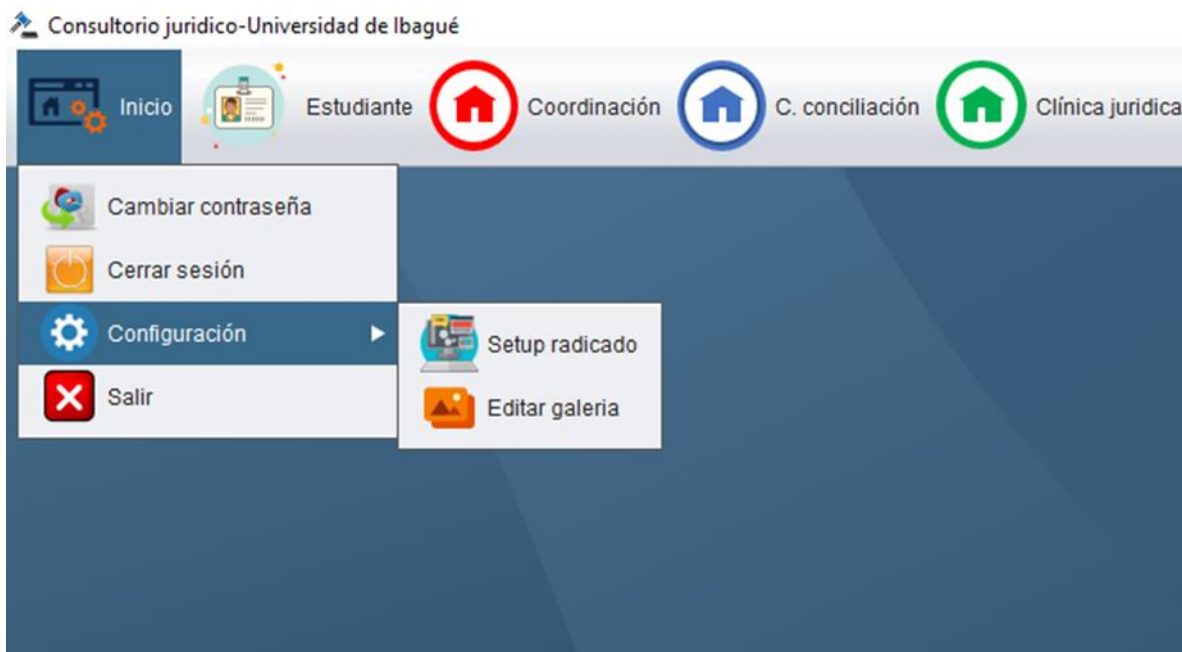 Consultorio juridico-Universidad de Ibagué
Inicio Estudiante Coordinación C. conciliación Clínica juridica
Cambiar contraseña
Cerrar sesión
Configuración
Setup radicado
Editar galeria
Salir